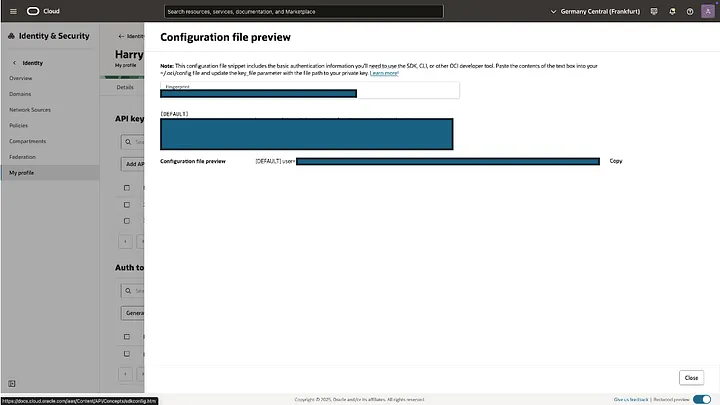 Cloud
Search resources, services, documentation, and Marketplace
Germany Central (Frankfurt)
Identity & Security
Identity
Overview
Domains
Network Sources
Policies
Compartments
Federation
My profile
Identity
Harry
My profile
Details
API key
Sea
Add AP
Auth to
Sea
Genera
Configuration file preview
Note: This configuration file snippet includes the basic authentication information you'll need to use the SDK, CLI, or other OCI developer tool. Paste the contents of the text box into your
~/.oci/config file and update the key_file parameter with the file path to your private key. Learn more!
Fingerprint
[DEFAULT]
Configuration file preview [DEFAULT] user= Copy
Close
https://docs.cloud.oracle.com/iaas/Content/API/Concepts/sdkconfig.htm
Copyright © 2025, Oracle and/or its affiliates. All rights reserved.
Give us feedback | Redwood preview